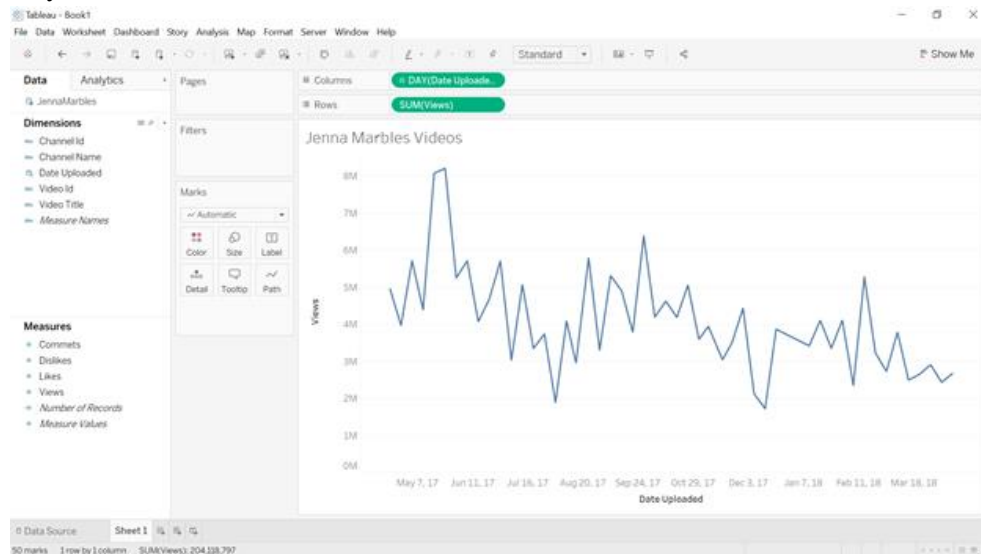 Tableau - Book1
File Data Worksheet Dashboard Story Analysis Map Format Server Window Help
Standard
Show Me
Data Analytics
JennaMarbles
Dimensions
Channel Id
Channel Name
Date Uploaded
Video Id
Video Title
Measure Names
Measures
Commets
Dislikes
Likes
Views
Number of Records
Measure Values
Pages
Filters
Marks
Automatic
Color Size Label
Detail Tooltip Path
Columns DAY(Date Uploade..
Rows SUM(Views)
Jenna Marbles Videos
8M
7M
6M
5M
4M
3M
2M
1M
0M
Views
May 7, 17 Jun 11, 17 Jul 16, 17 Aug 20, 17 Sep 24, 17 Oct 29, 17 Dec 3, 17 Jan 7, 18 Feb 11, 18 Mar 18, 18
Date Uploaded
Data Source Sheet 1
50 marks 1 row by 1 column SUM(Views): 204,118,797